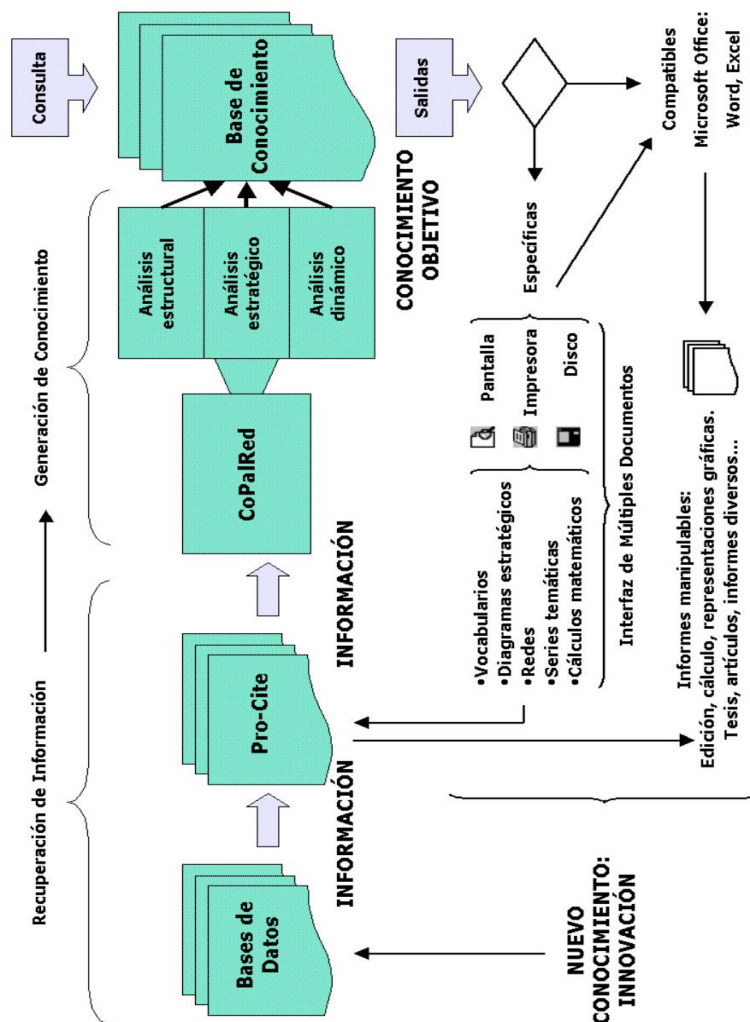 Recuperación de Información
Generación de Conocimiento
Consulta
Bases de
Datos
INFORMACIÓN
Pro-Cite
INFORMACIÓN
CoPalRed
Análisis
estructural
Análisis
estratégico
Análisis
dinámico
Base de
Conocimiento
CONOCIMIENTO
OBJETIVO
Salidas
•Vocabularios
•Diagramas estratégicos
•Redes
•Series temáticas
•Cálculos matemáticos
Pantalla
Impresora
Disco
Específicas
Interfaz de Múltiples Documentos
Compatibles
Microsoft Office:
Word, Excel
Informes manipulables:
Edición, cálculo, representaciones gráficas.
Tesis, artículos, informes diversos...
NUEVO
CONOCIMIENTO:
INNOVACIÓN